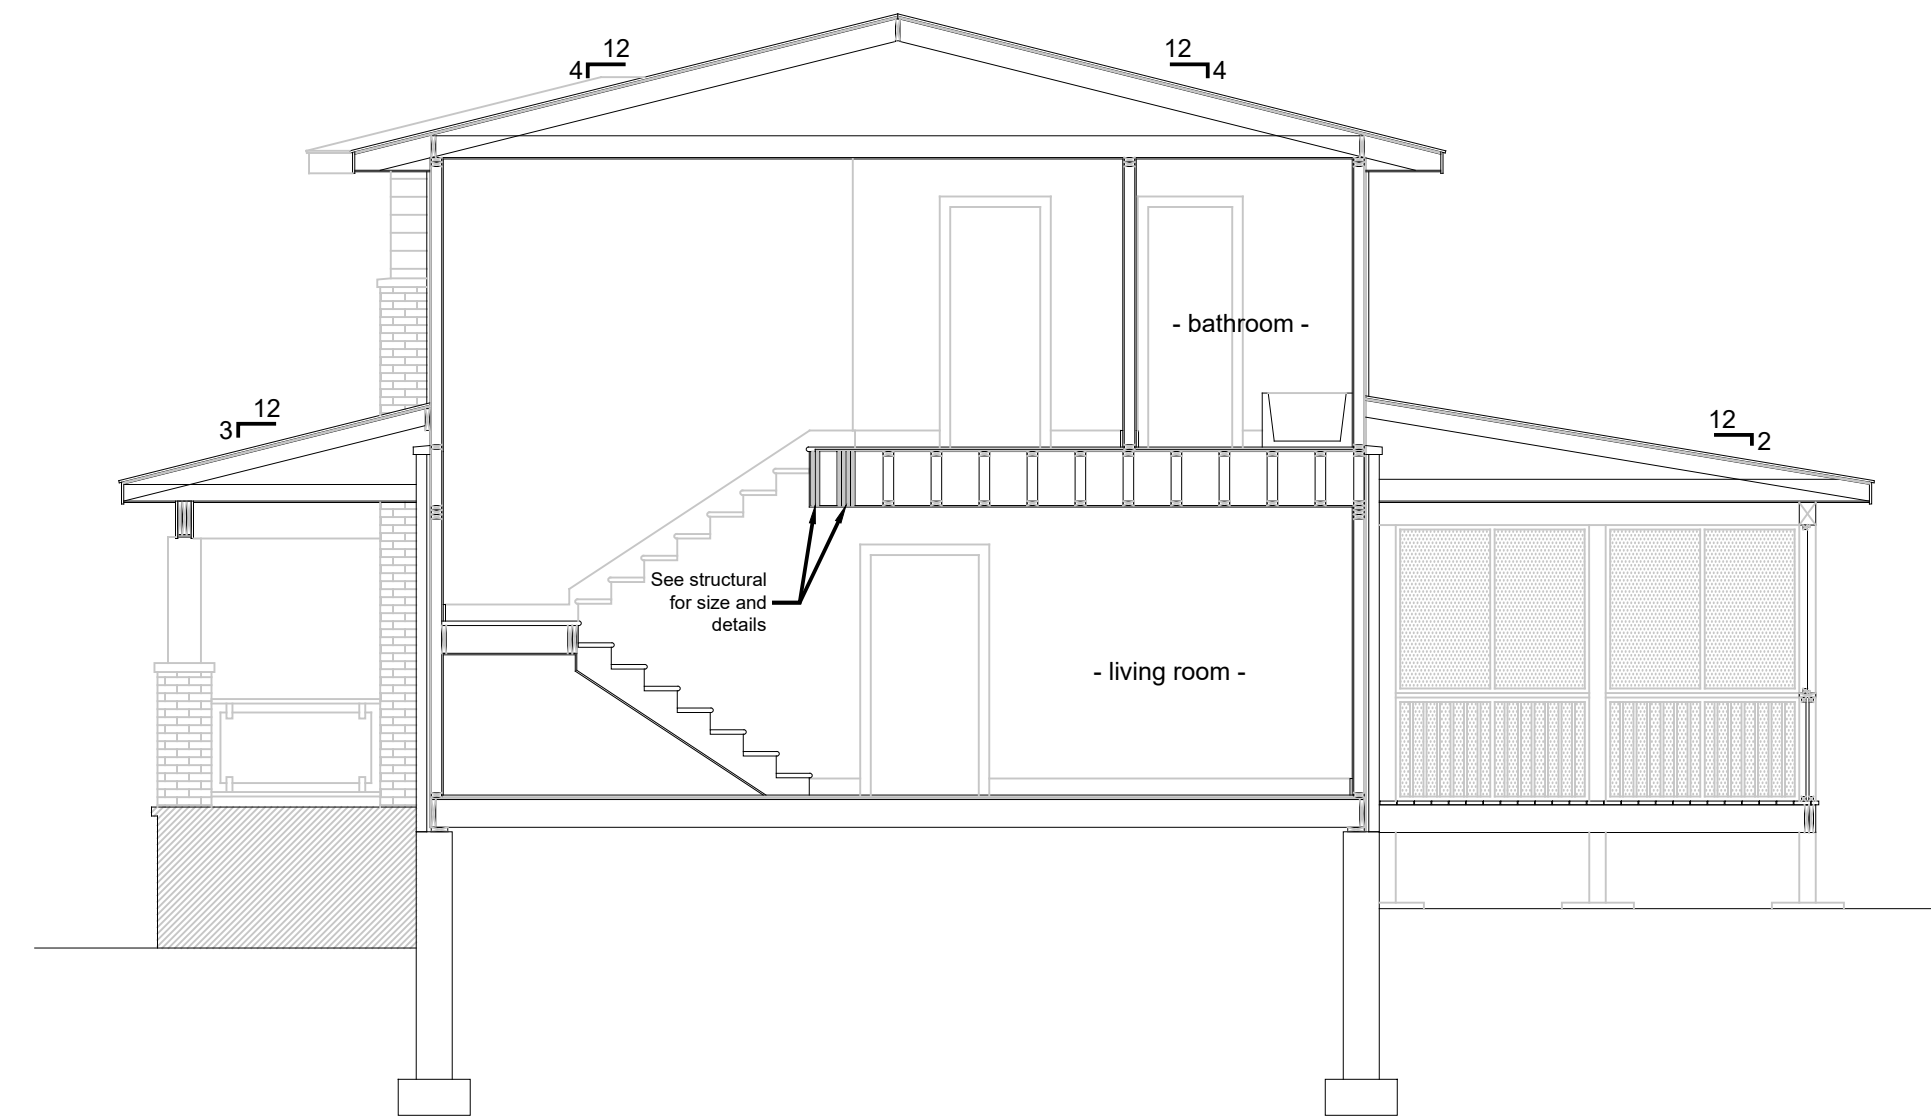 12
4
12
4
- bathroom -
12
3
12
2
See structural
for size and
details
- living room -